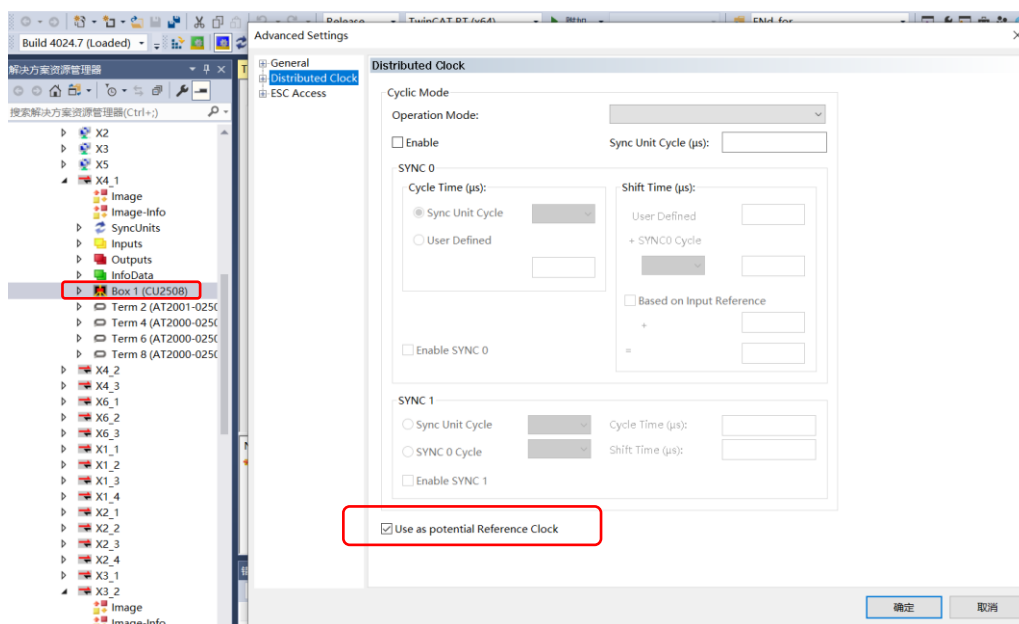 Release
TwinCAT RT (x64)
附加
FNd_for
Build 4024.7 (Loaded)
解决方案资源管理器
搜索解决方案资源管理器(Ctrl+;)
X2
X3
X5
X4_1
Image
Image-Info
SyncUnits
Inputs
Outputs
InfoData
Box 1 (CU2508)
Term 2 (AT2001-025
Term 4 (AT2000-025
Term 6 (AT2000-025
Term 8 (AT2000-025
X4_2
X4_3
X6_1
X6_2
X6_3
X1_1
X1_2
X1_3
X1_4
X2_1
X2_2
X2_3
X2_4
X3_1
X3_2
Image
Image-Info
Advanced Settings
General
Distributed Clock
ESC Access
Distributed Clock
Cyclic Mode
Operation Mode:
Enable
Sync Unit Cycle (μs):
SYNC 0
Cycle Time (μs):
Sync Unit Cycle
User Defined
Shift Time (μs):
User Defined
+ SYNC0 Cycle
Based on Input Reference
+
=
Enable SYNC 0
SYNC 1
Sync Unit Cycle
Cycle Time (μs):
SYNC 0 Cycle
Shift Time (μs):
Enable SYNC 1
Use as potential Reference Clock
确定
取消